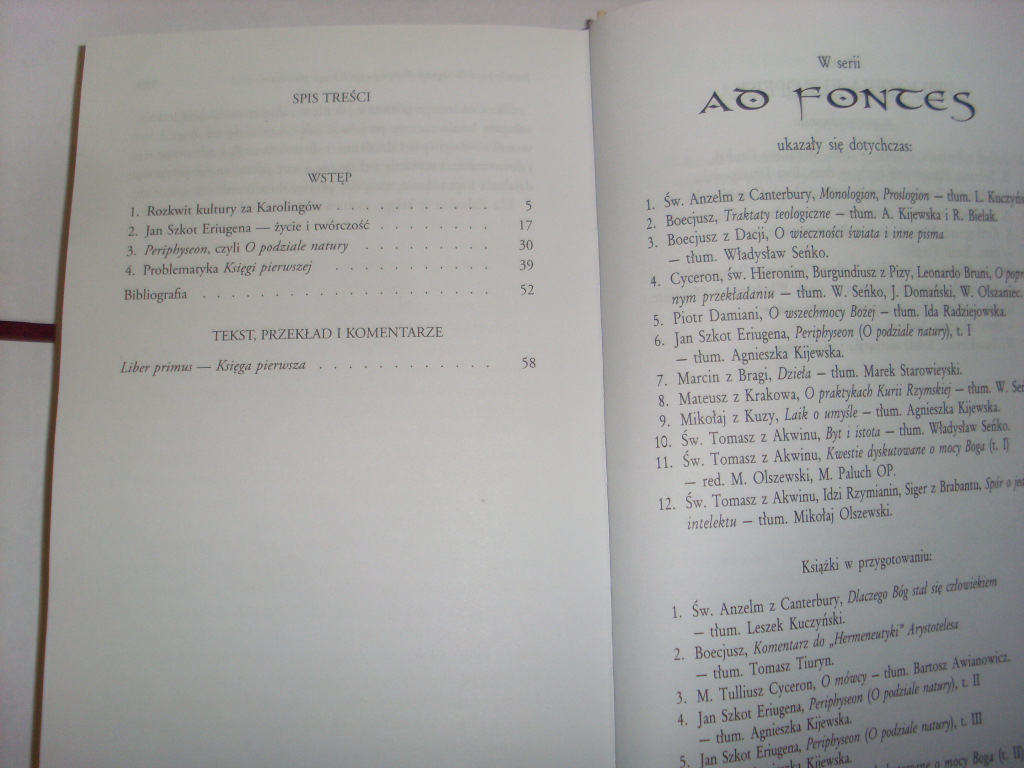 SPIS TREŚCI
WSTĘP
1. Rozkwit kultury za Karolingów . . . . . . . . . . . 5
2. Jan Szkot Eriugena — życie i twórczość . . . . . . . . 17
3. Periphyseon, czyli O podziale natury . . . . . . . . . 30
4. Problematyka Księgi pierwszej . . . . . . . . . . . 39
Bibliografia . . . . . . . . . . . . . . . . . . . . 52
TEKST, PRZEKŁAD I KOMENTARZE
Liber primus — Księga pierwsza . . . . . . . . . . . . 58
W serii
AD FONTES
ukazały się dotychczas:
1. Św. Anzelm z Canterbury, Monologion, Proslogion — tłum. L. Kuczyńs
2. Boecjusz, Traktaty teologiczne — tłum. A. Kijewska i R. Bielak.
3. Boecjusz z Dacji, O wieczności świata i inne pisma
— tłum. Władysław Seńko.
4. Cyceron, św. Hieronim, Burgundiusz z Pizy, Leonardo Bruni, O popr
nym przekładaniu — tłum. W. Seńko, J. Domański, W. Olszaniec.
5. Piotr Damiani, O wszechmocy Bożej — tłum. Ida Radziejowska.
6. Jan Szkot Eriugena, Periphyseon (O podziale natury), t. I
— tłum. Agnieszka Kijewska.
7. Marcin z Bragi, Dzieła — tłum. Marek Starowieyski.
8. Mateusz z Krakowa, O praktykach Kurii Rzymskiej — tłum. W. Se
9. Mikołaj z Kuzy, Laik o umyśle — tłum. Agnieszka Kijewska.
10. Św. Tomasz z Akwinu, Byt i istota — tłum. Władysław Seńko.
11. Św. Tomasz z Akwinu, Kwestie dyskutowane o mocy Boga (t. I)
— red. M. Olszewski, M. Paluch OP.
12. Św. Tomasz z Akwinu, Idzi Rzymianin, Siger z Brabantu, Spór o jed
intelektu — tłum. Mikołaj Olszewski.
Książki w przygotowaniu:
1. Św. Anzelm z Canterbury, Dlaczego Bóg stał się człowiekiem
— tłum. Leszek Kuczyński.
2. Boecjusz, Komentarz do „Hermeneutyki" Arystotelesa
— tłum. Tomasz Tiuryn.
3. M. Tulliusz Cyceron, O mówcy — tłum. Bartosz Awianowicz.
4. Jan Szkot Eriugena, Periphyseon (O podziale natury), t. II
— tłum. Agnieszka Kijewska.
5. Jan Szkot Eriugena, Periphyseon (O podziale natury), t. III
Agnieszka Kijewska.
o mocy Boga (t. II)